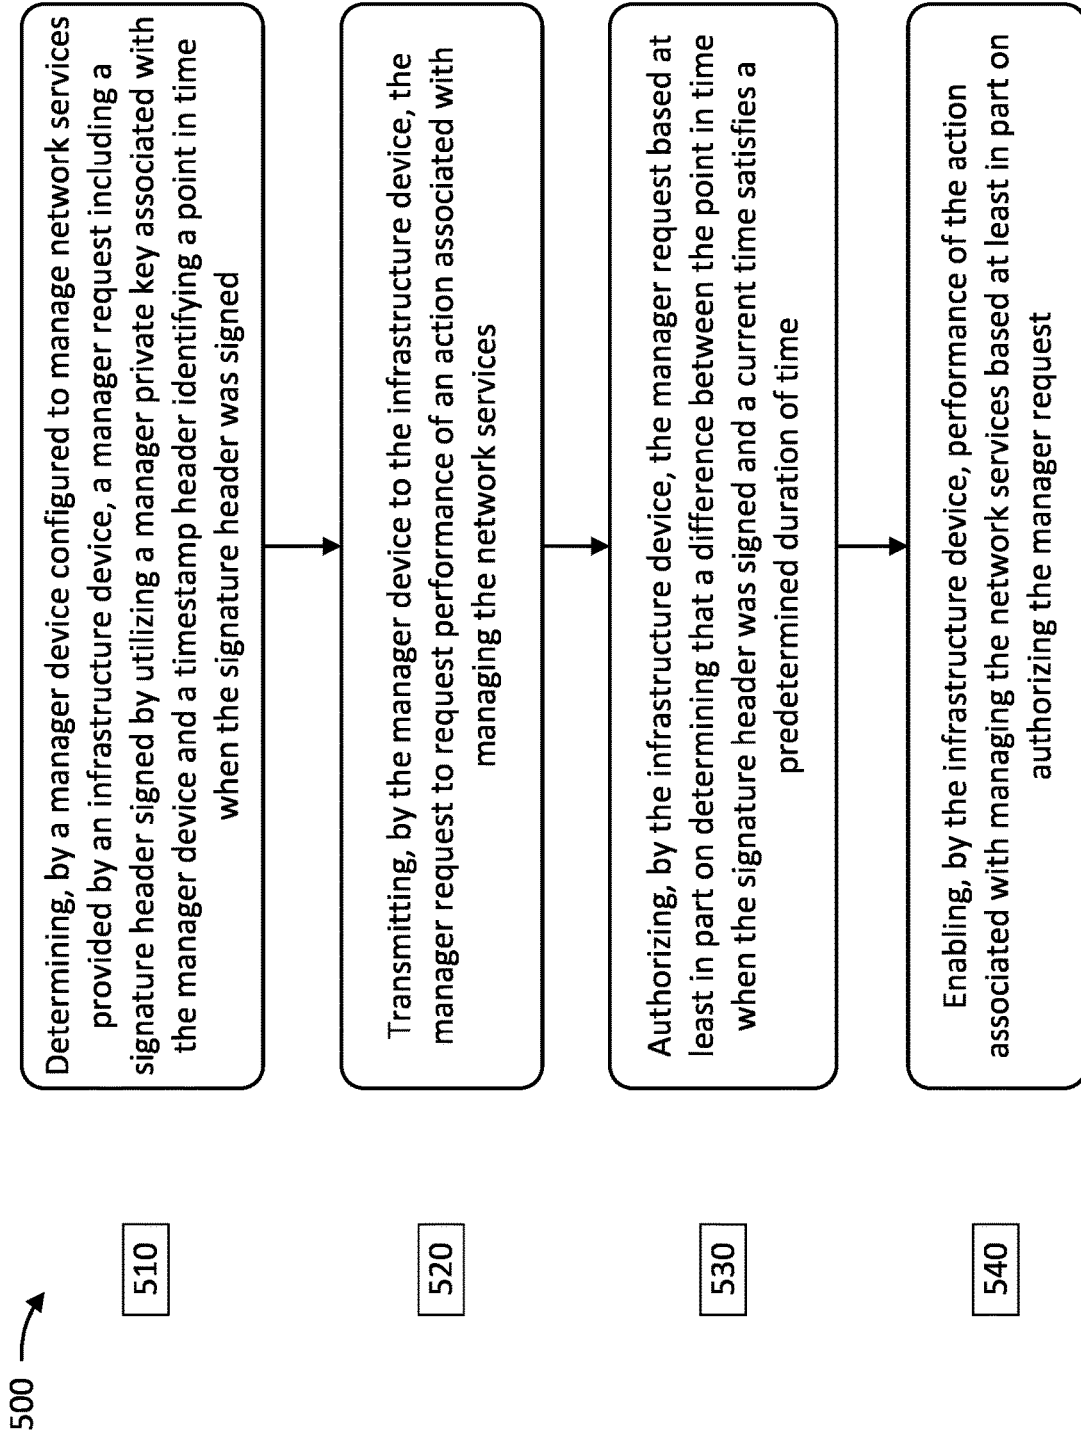 500
510
Determining, by a manager device configured to manage network services
provided by an infrastructure device, a manager request including a
signature header signed by utilizing a manager private key associated with
the manager device and a timestamp header identifying a point in time
when the signature header was signed
520
Transmitting, by the manager device to the infrastructure device, the
manager request to request performance of an action associated with
managing the network services
530
Authorizing, by the infrastructure device, the manager request based at
least in part on determining that a difference between the point in time
when the signature header was signed and a current time satisfies a
predetermined duration of time
540
Enabling, by the infrastructure device, performance of the action
associated with managing the network services based at least in part on
authorizing the manager request